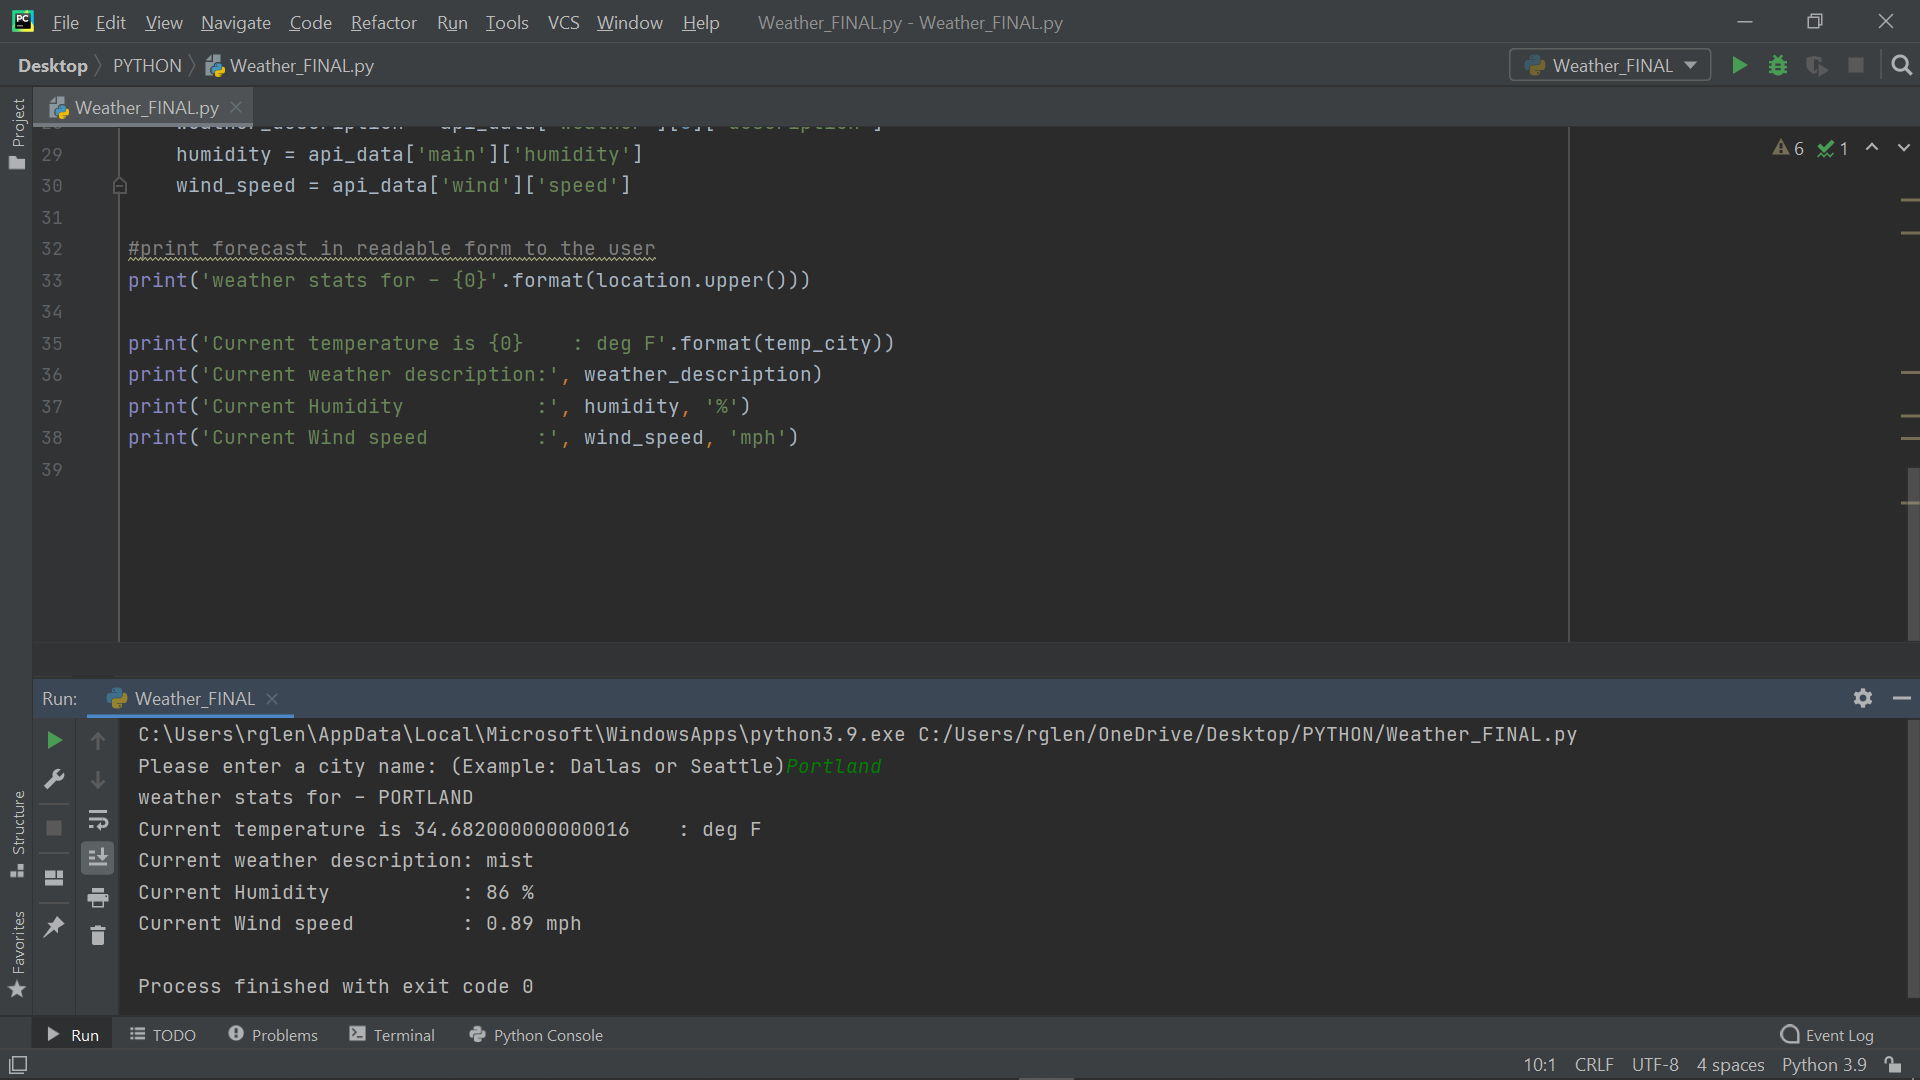 File Edit View Navigate Code Refactor Run Tools VCS Window Help Weather_FINAL.py - Weather_FINAL.py
Desktop PYTHON Weather_FINAL.py Weather_FINAL
Project
Weather_FINAL.py
29 humidity = api_data['main']['humidity']
30 wind_speed = api_data['wind']['speed']
31
32 #print forecast in readable form to the user
33 print('weather stats for - {0}'.format(location.upper()))
34
35 print('Current temperature is {0}    : deg F'.format(temp_city))
36 print('Current weather description:', weather_description)
37 print('Current Humidity           :', humidity, '%')
38 print('Current Wind speed         :', wind_speed, 'mph')
39
6 1
Run: Weather_FINAL
C:\Users\rglen\AppData\Local\Microsoft\WindowsApps\python3.9.exe C:/Users/rglen/OneDrive/Desktop/PYTHON/Weather_FINAL.py
Please enter a city name: (Example: Dallas or Seattle)Portland
weather stats for - PORTLAND
Current temperature is 34.682000000000016    : deg F
Current weather description: mist
Current Humidity           : 86 %
Current Wind speed         : 0.89 mph
Process finished with exit code 0
Structure
Favorites
Run TODO Problems Terminal Python Console Event Log
10:1 CRLF UTF-8 4 spaces Python 3.9